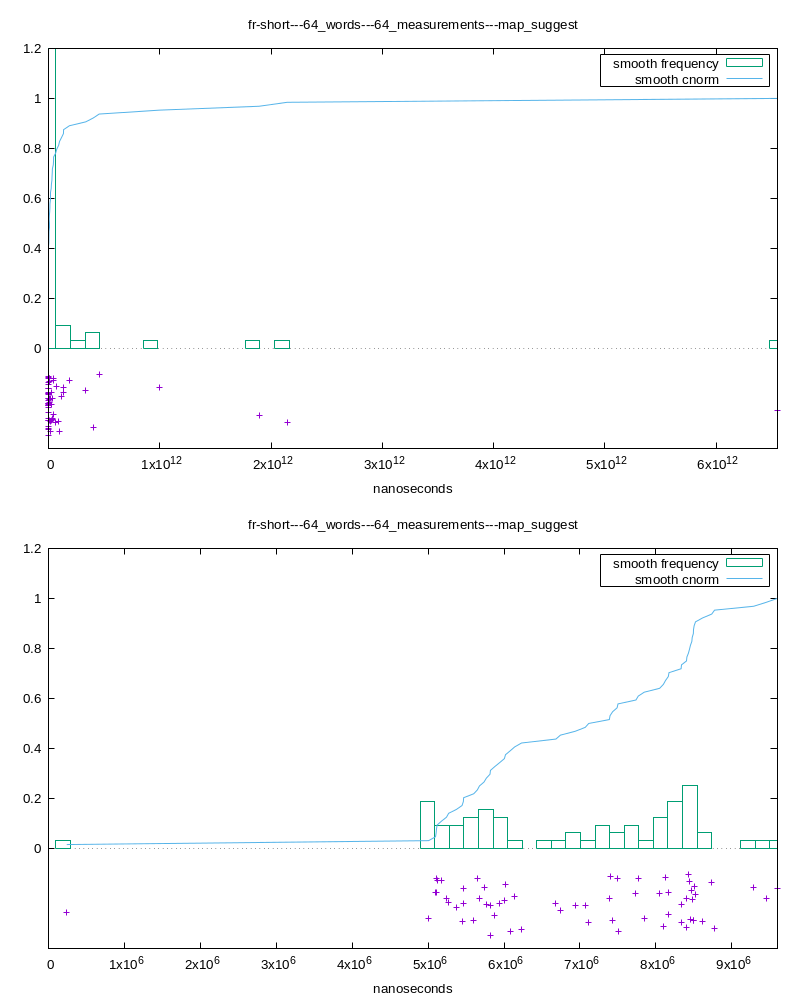 fr-short---64_words---64_measurements---map_suggest
1.2
smooth frequency
smooth cnorm
1
0.8
0.6
0.4
0.2
0
0 1x10^12 2x10^12 3x10^12 4x10^12 5x10^12 6x10^12
nanoseconds
fr-short---64_words---64_measurements---map_suggest
1.2
smooth frequency
smooth cnorm
1
0.8
0.6
0.4
0.2
0
0 1x10^6 2x10^6 3x10^6 4x10^6 5x10^6 6x10^6 7x10^6 8x10^6 9x10^6
nanoseconds